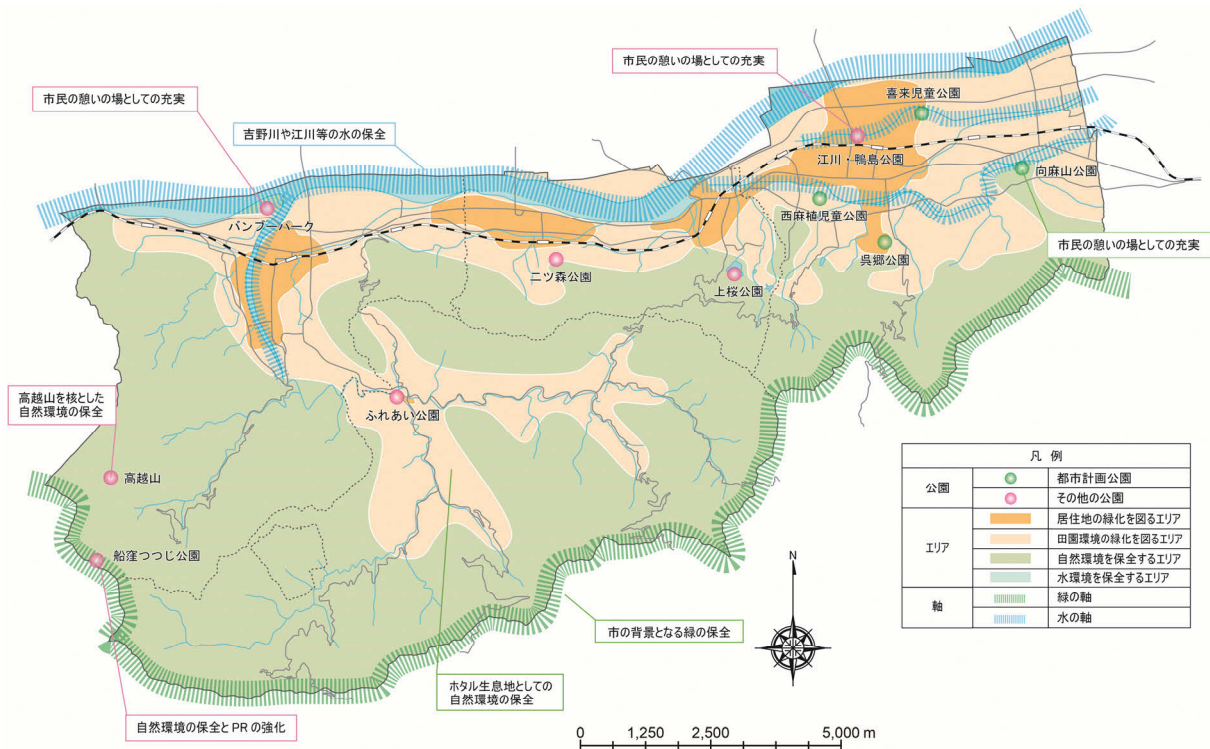 市民の憩いの場としての充実
喜来児童公園
市民の憩いの場としての充実
吉野川や江川等の水の保全
江川・鴨島公園
向麻山公園
バンブーパーク
西麻植児童公園
市民の憩いの場としての充実
呉郷公園
二ツ森公園
上桜公園
高越山を核とした
自然環境の保全
ふれあい公園
高越山
船窪つつじ公園
市の背景となる緑の保全
ホタル生息地としての
自然環境の保全
自然環境の保全とPRの強化
N
凡 例
公園
都市計画公園
その他の公園
エリア
居住地の緑化を図るエリア
田園環境の緑化を図るエリア
自然環境を保全するエリア
水環境を保全するエリア
軸
緑の軸
水の軸
0 1,250 2,500 5,000 m